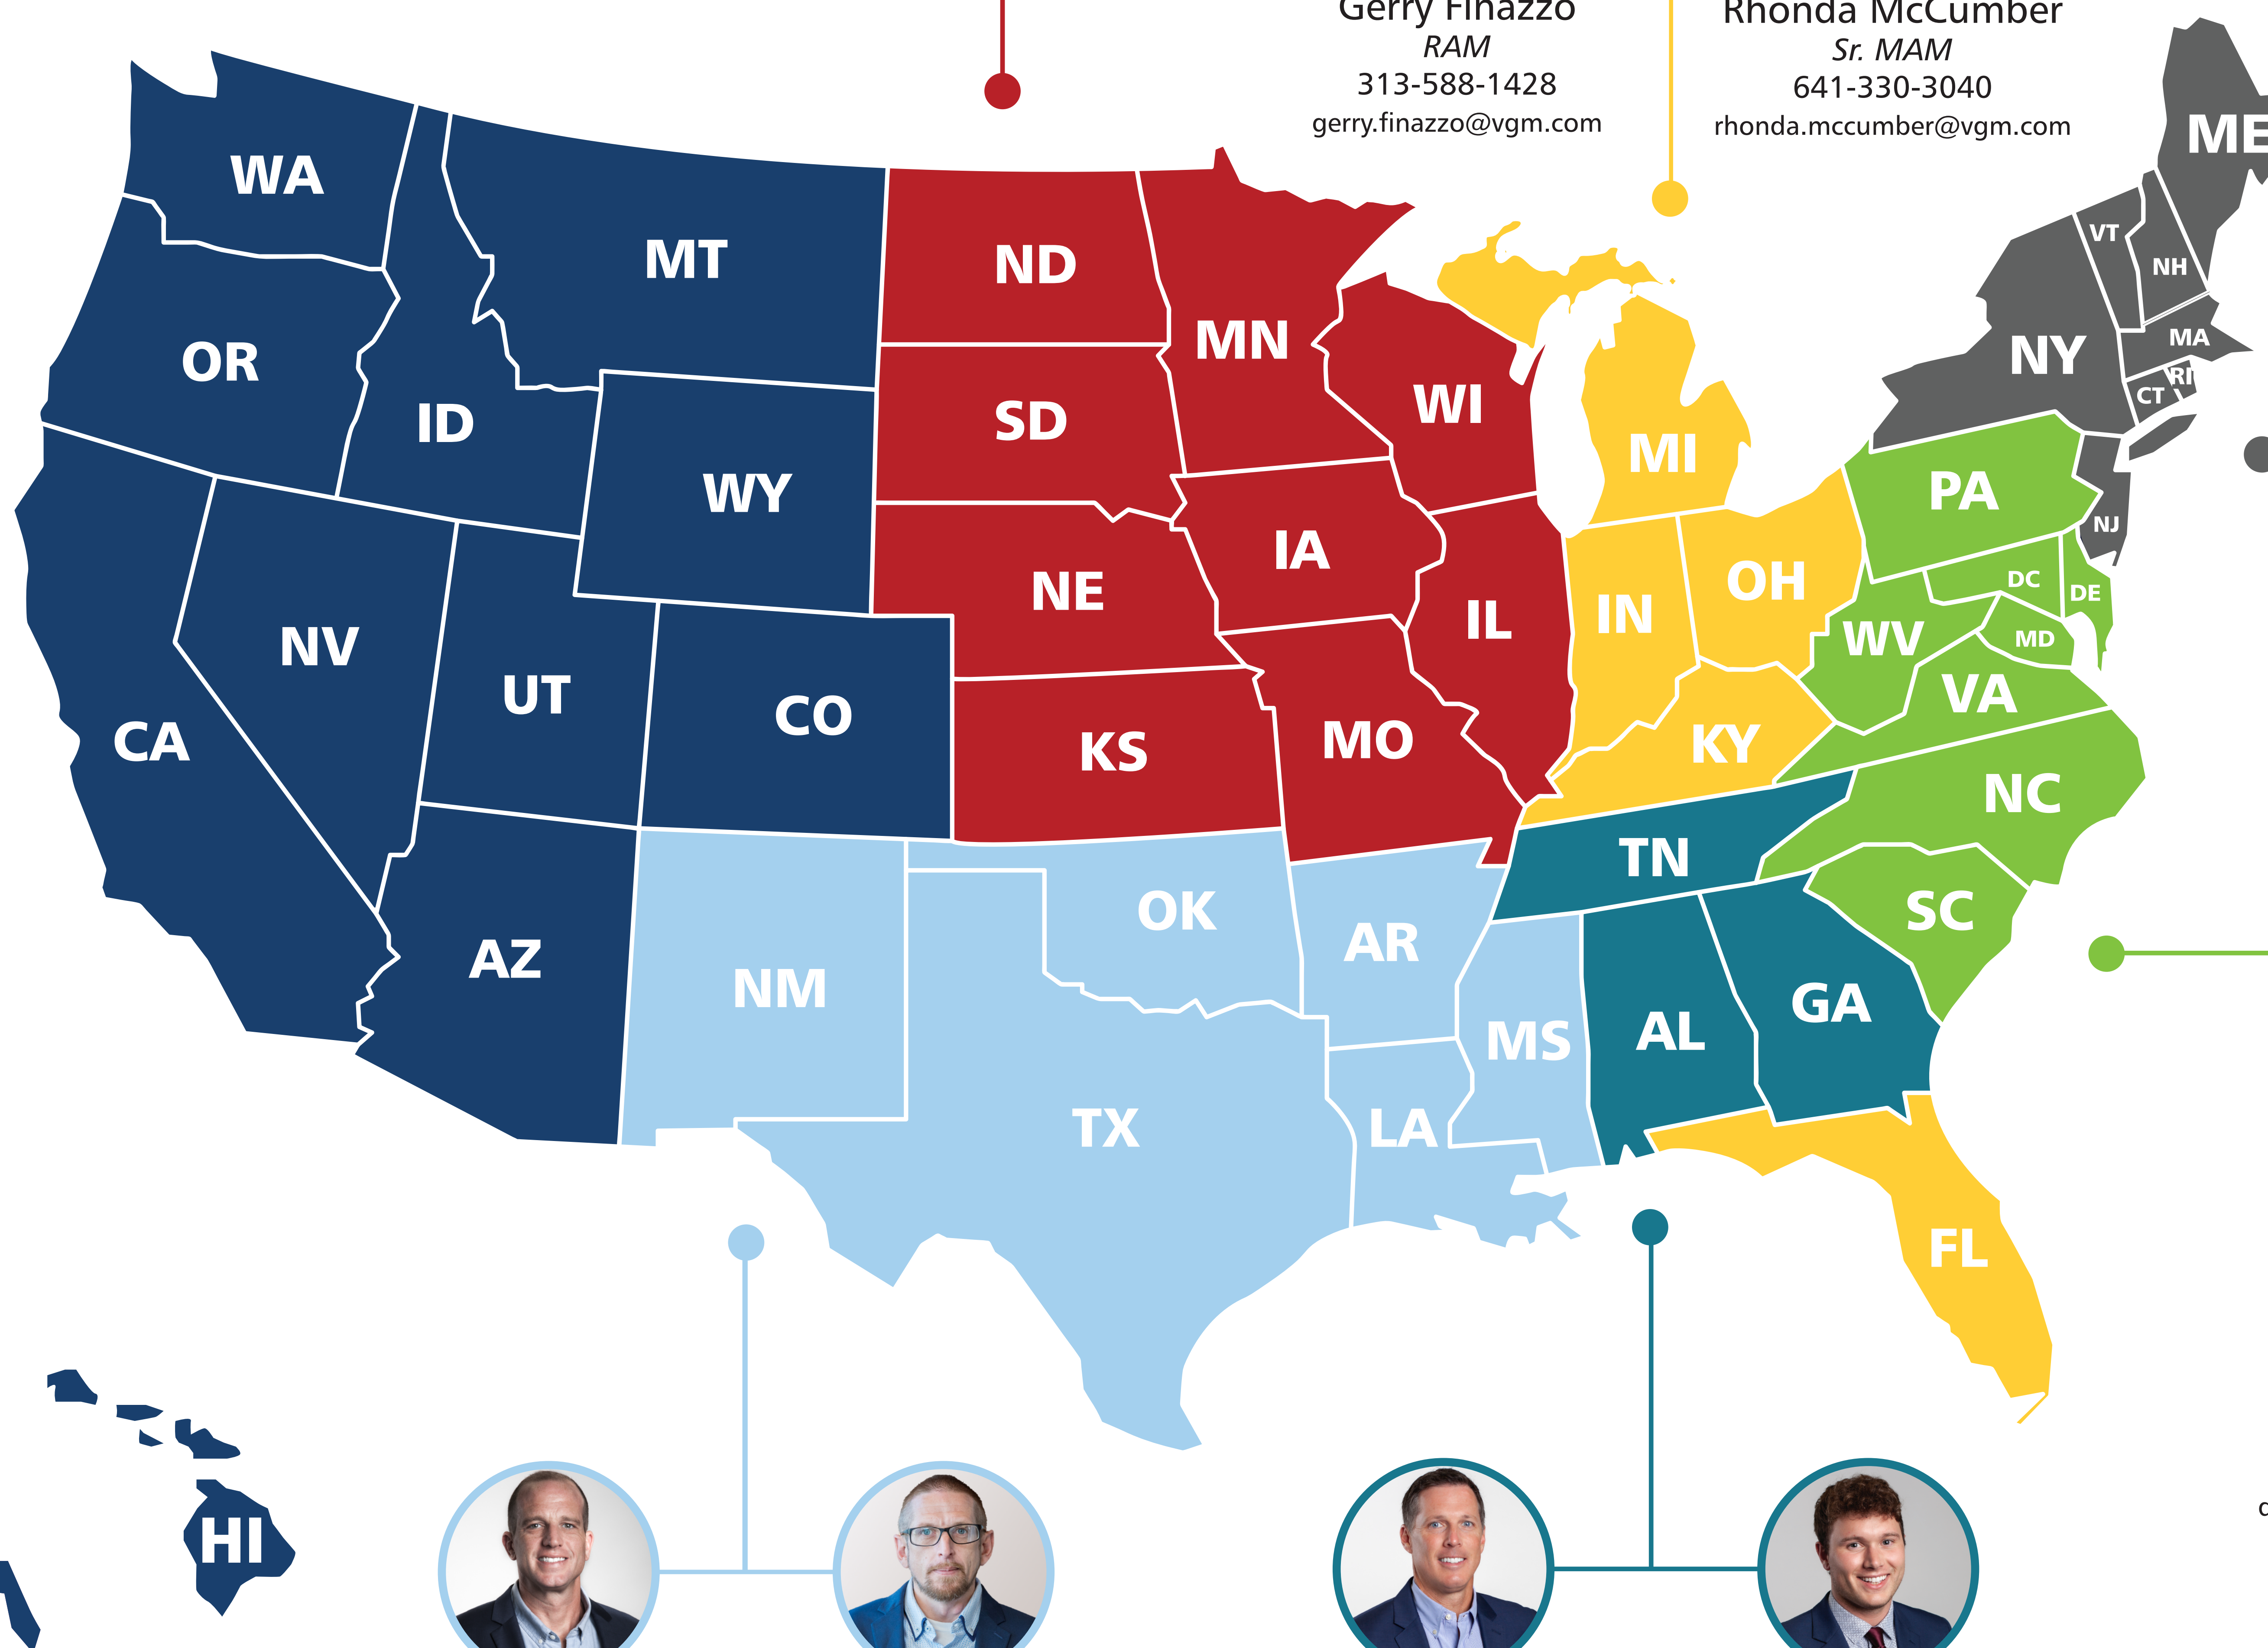 Gerry Finazzo
RAM
313-588-1428
gerry.finazzo@vgm.com
Rhonda McCumber
Sr. MAM
641-330-3040
rhonda.mccumber@vgm.com
ME
WA
VT
MT
ND
NH
MN
MA
NY
OR
RI
CT
WI
SD
ID
MI
PA
WY
NJ
IA
OH
DC
NE
DE
IN
IL
WV
MD
NV
UT
VA
CO
CA
MO
KY
KS
NC
TN
OK
SC
AR
AZ
NM
GA
AL
MS
TX
LA
FL
HI